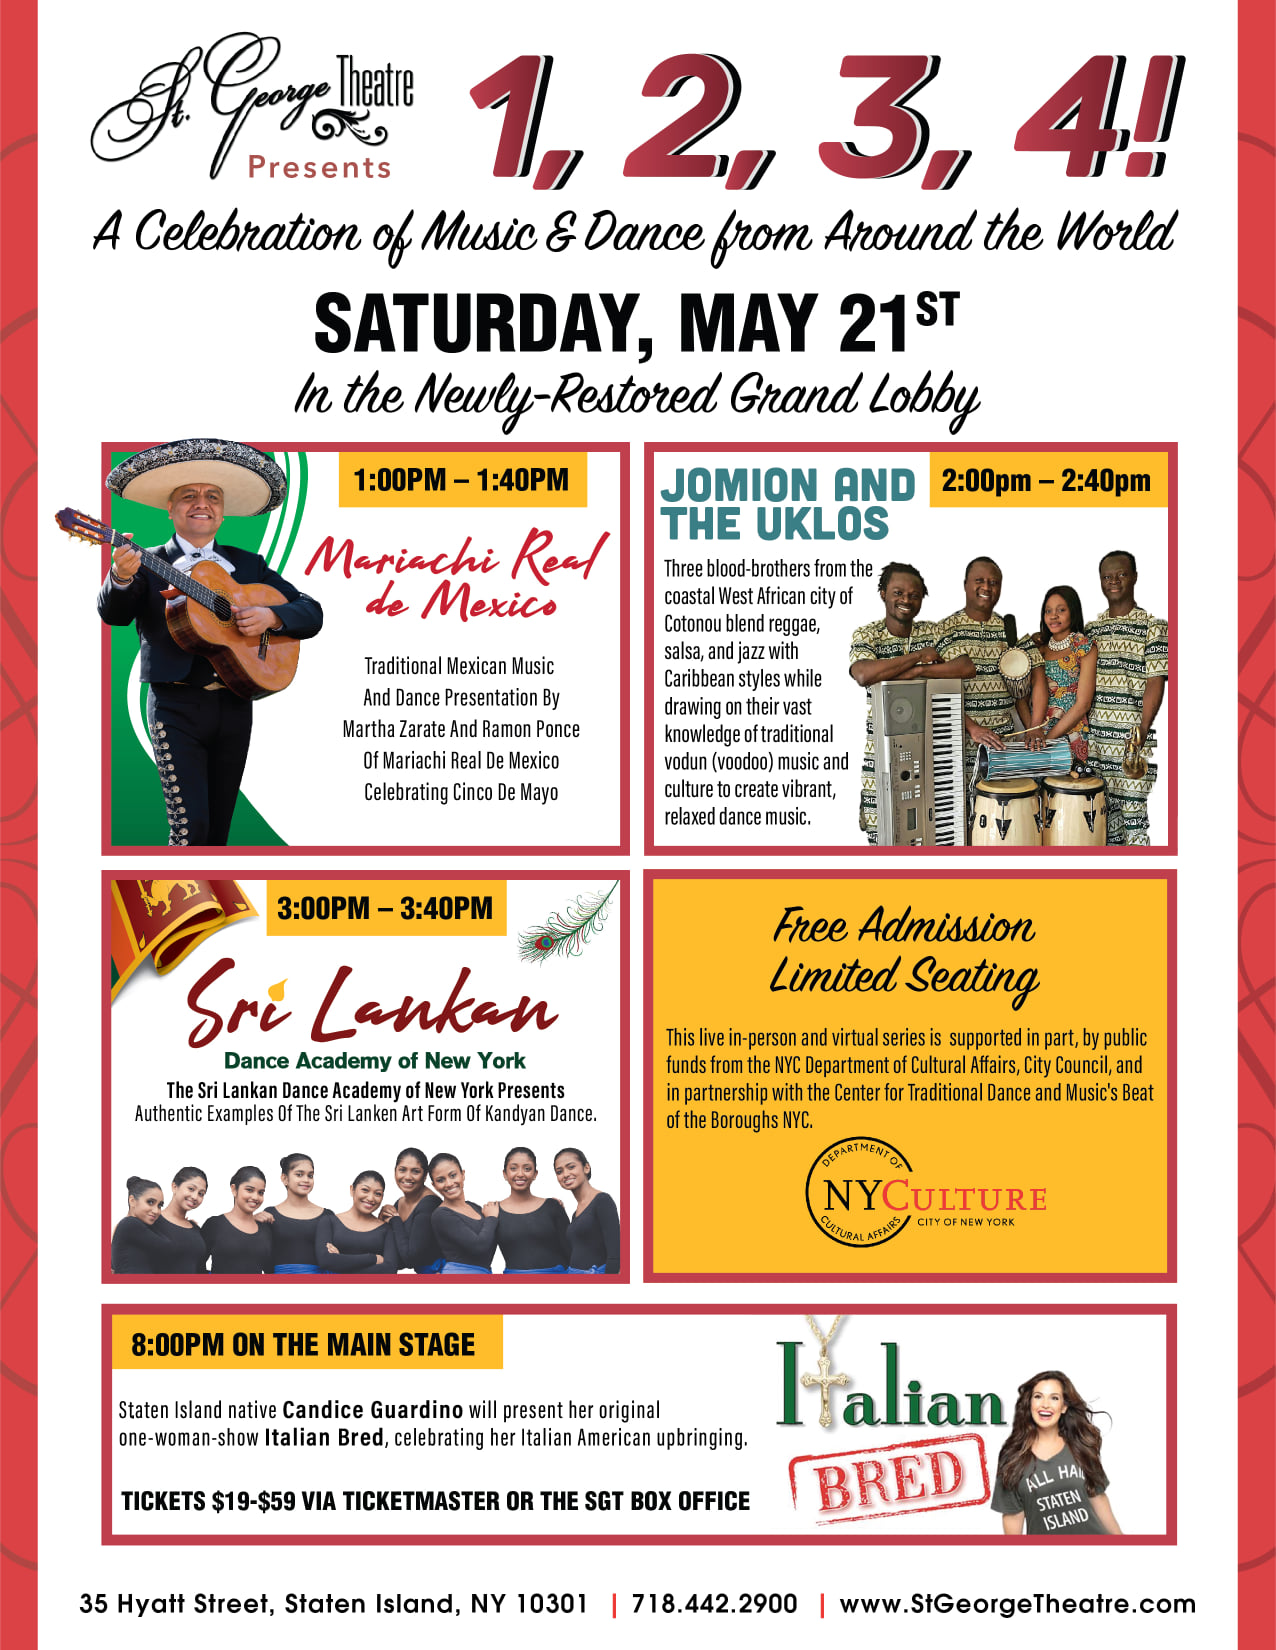 St. George Theatre
Presents
1, 2, 3, 4!
A Celebration of Music & Dance from Around the World
SATURDAY, MAY 21ST
In the Newly-Restored Grand Lobby
1:00PM – 1:40PM
Mariachi Real
de Mexico
Traditional Mexican Music
And Dance Presentation By
Martha Zarate And Ramon Ponce
Of Mariachi Real De Mexico
Celebrating Cinco De Mayo
2:00pm – 2:40pm
JOMION AND
THE UKLOS
Three blood-brothers from the
coastal West African city of
Cotonou blend reggae,
salsa, and jazz with
Caribbean styles while
drawing on their vast
knowledge of traditional
vodun (voodoo) music and
culture to create vibrant,
relaxed dance music.
3:00PM – 3:40PM
Sri Lankan
Dance Academy of New York
The Sri Lankan Dance Academy of New York Presents
Authentic Examples Of The Sri Lanken Art Form Of Kandyan Dance.
Free Admission
Limited Seating
This live in-person and virtual series is supported in part, by public
funds from the NYC Department of Cultural Affairs, City Council, and
in partnership with the Center for Traditional Dance and Music's Beat
of the Boroughs NYC.
DEPARTMENT OF
NYCULTURE
CITY OF NEW YORK
CULTURAL AFFAIRS
8:00PM ON THE MAIN STAGE
Staten Island native Candice Guardino will present her original
one-woman-show Italian Bred, celebrating her Italian American upbringing.
TICKETS $19-$59 VIA TICKETMASTER OR THE SGT BOX OFFICE
Italian
BRED
ALL HAI
STATEN
ISLAND
35 Hyatt Street, Staten Island, NY 10301 | 718.442.2900 | www.StGeorgeTheatre.com